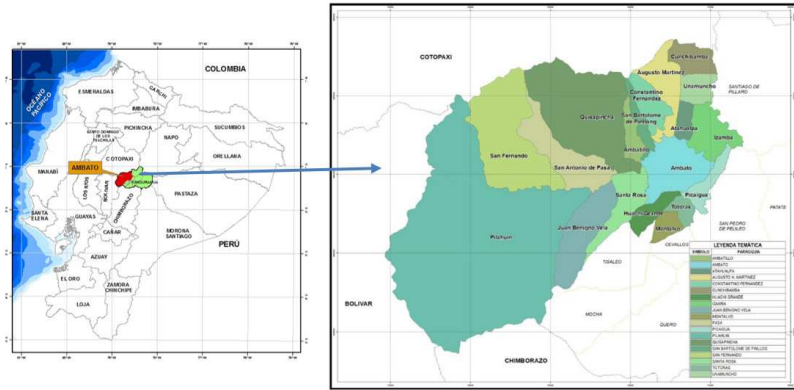 COLOMBIA
OCÉANO
PACÍFICO
ESMERALDAS
CARCHI
IMBABURA
PICHINCHA
SUCUMBIOS
NAPO
ORELLANA
COTOPAXI
MANABÍ
AMBATO
LOS RIOS
BOLIVAR
TUNGURAHUA
PASTAZA
CHIMBORAZO
SANTA
ELENA
GUAYAS
MORONA
SANTIAGO
CAÑAR
PERÚ
AZUAY
EL ORO
ZAMORA
CHINCHIPE
LOJA
COTOPAXI
Cunchibamba
Augusto Martinez
Unamuncho
SANTIAGO DE
PILLARO
Constantino
Fernandez
Quisapincha
San Bartolome
de Pinllong
Atahualpa
Izamba
San Fernando
Ambatillo
San Antonio de Pasa
Ambato
Santa Rosa
Picaigua
Totoras
Huachi Grande
PATATE
SAN PEDRO
DE PELILEO
Juan Benigno Vela
Montalvo
Pilahuin
CEVALLOS
TISALEO
BOLIVAR
MOCHA
QUERO
CHIMBORAZO
LEYENDA TEMÁTICA
SIMBOLO PARROQUIA
AMBATILLO
AMBATO
ATAHUALPA
AUGUSTO N. MARTINEZ
CONSTANTINO FERNANDEZ
CUNCHIBAMBA
HUACHI GRANDE
IZAMBA
JUAN BENIGNO VELA
MONTALVO
PASA
PICAIGUA
PILAHUIN
QUISAPINCHA
SAN BARTOLOME DE PINLLOG
SAN FERNANDO
SANTA ROSA
TOTORAS
UNAMUNCHO